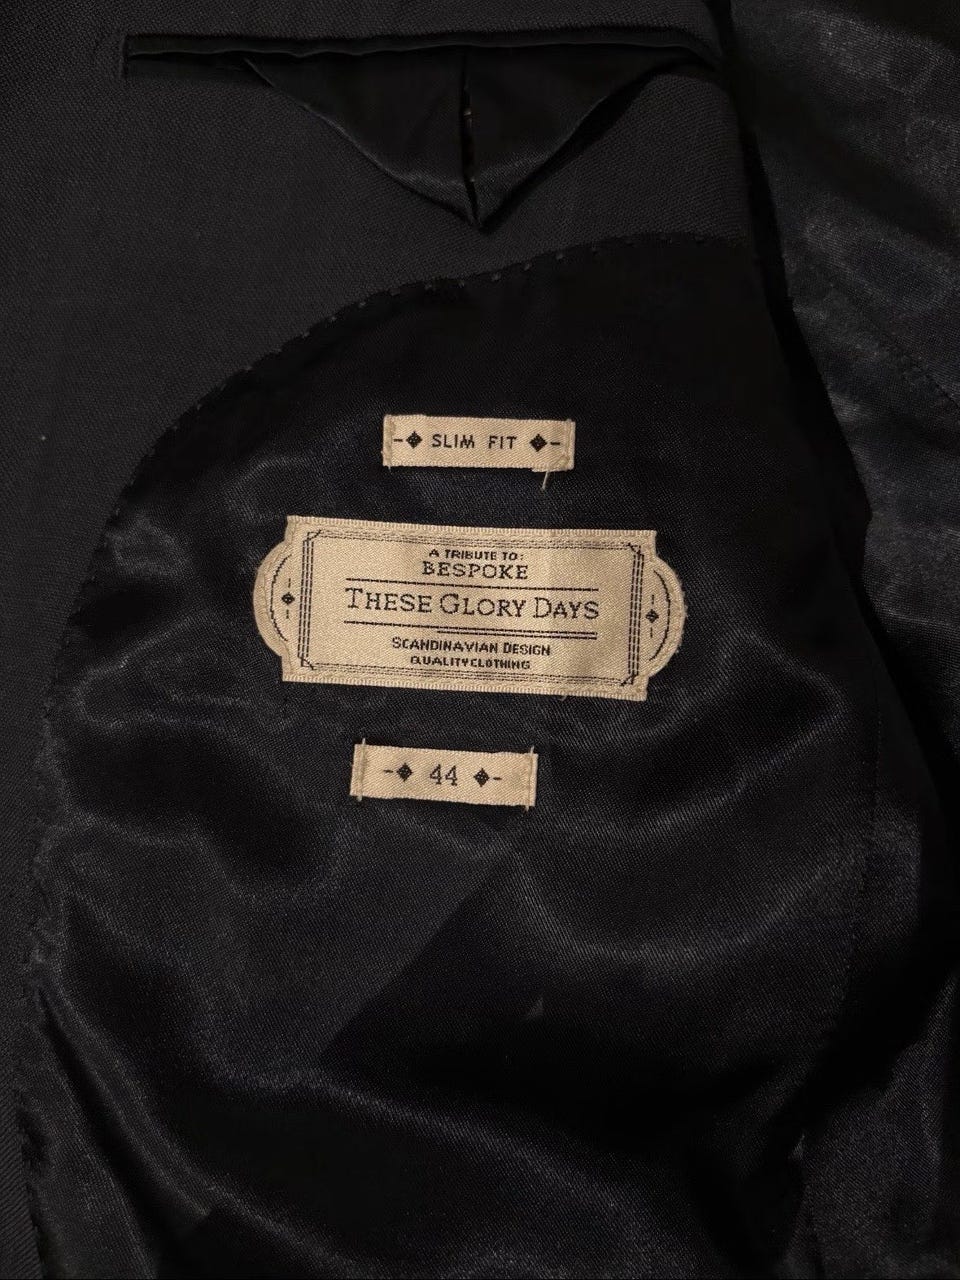 SLIM FIT
A TRIBUTE TO:
BESPOKE
THESE GLORY DAYS
SCANDINAVIAN DESIGN
QUALITYCLOTHING
44